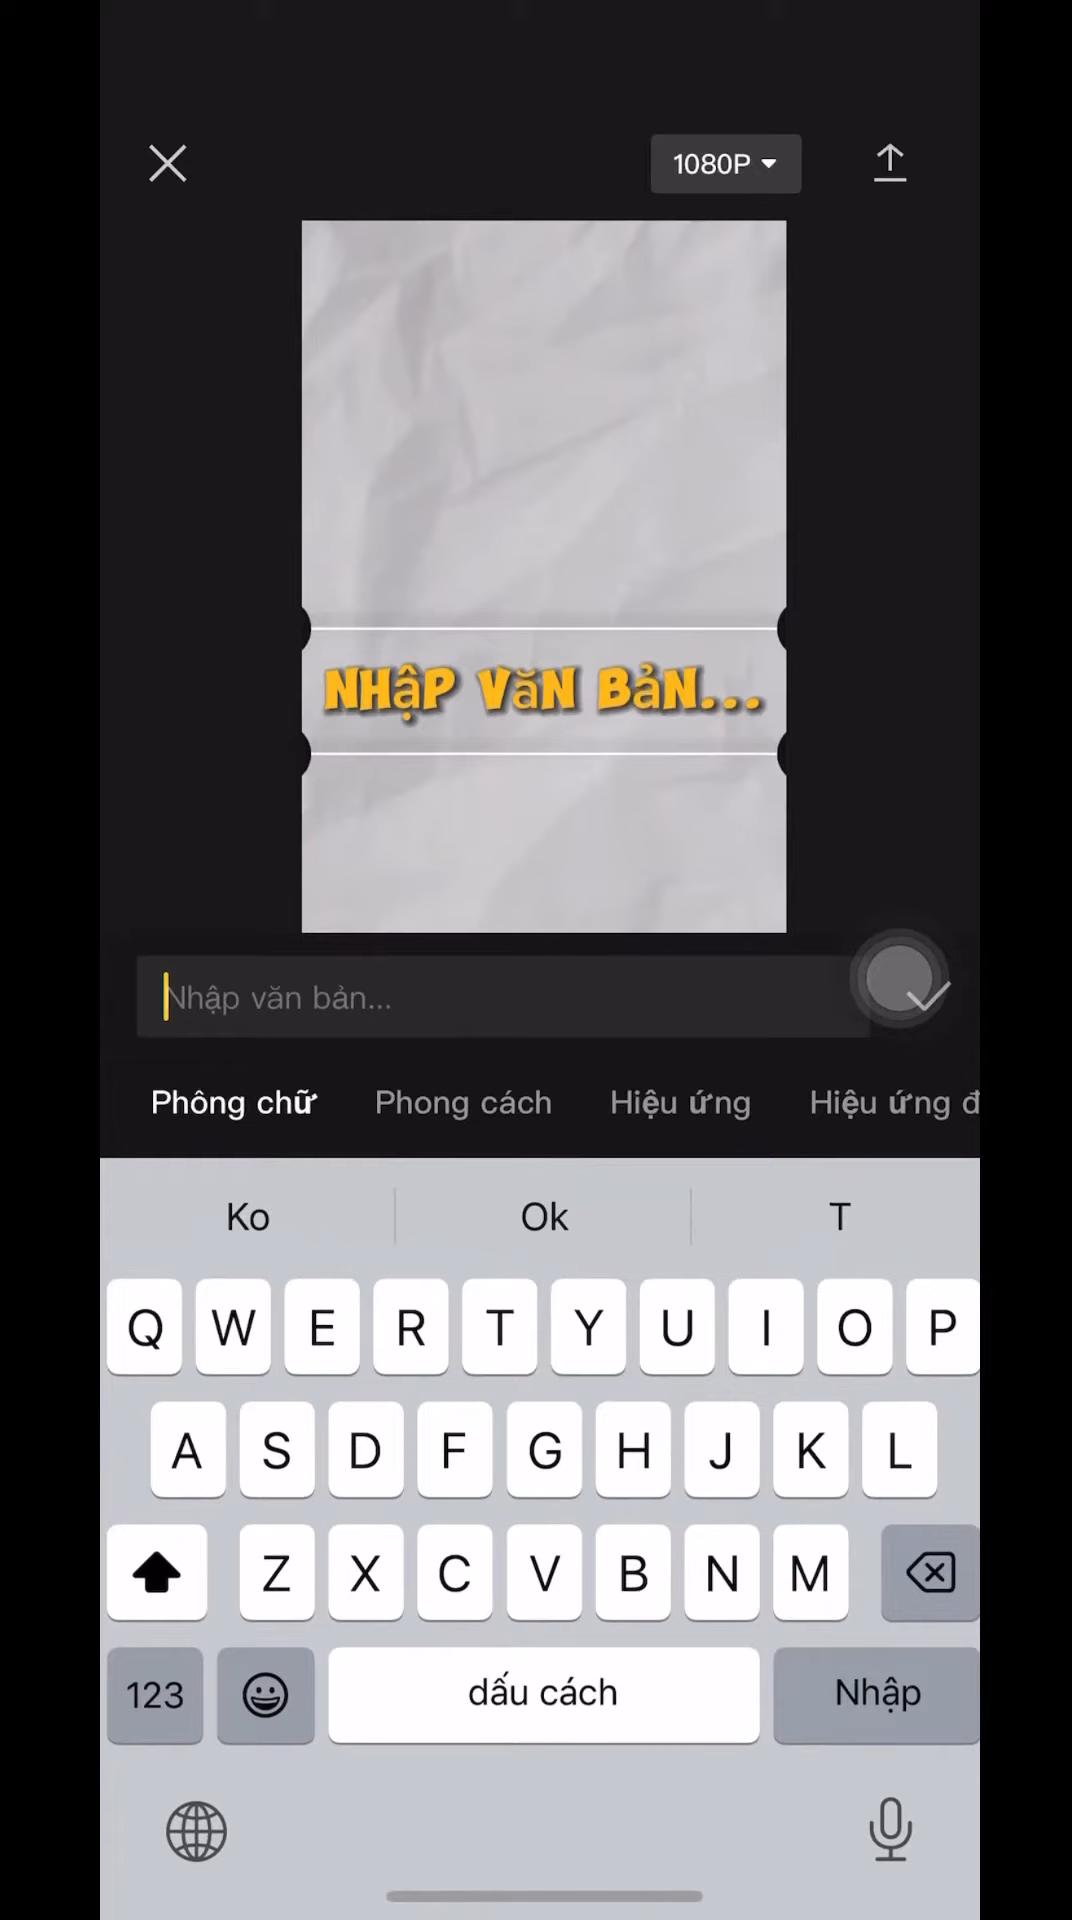 1080P
NHậP VăN BảN...
Nhập văn bản...
Phông chữ Phong cách Hiệu ứng Hiệu ứng đ
Ko Ok T
Q W E R T Y U I O P
A S D F G H J K L
Z X C V B N M
123 dấu cách Nhập